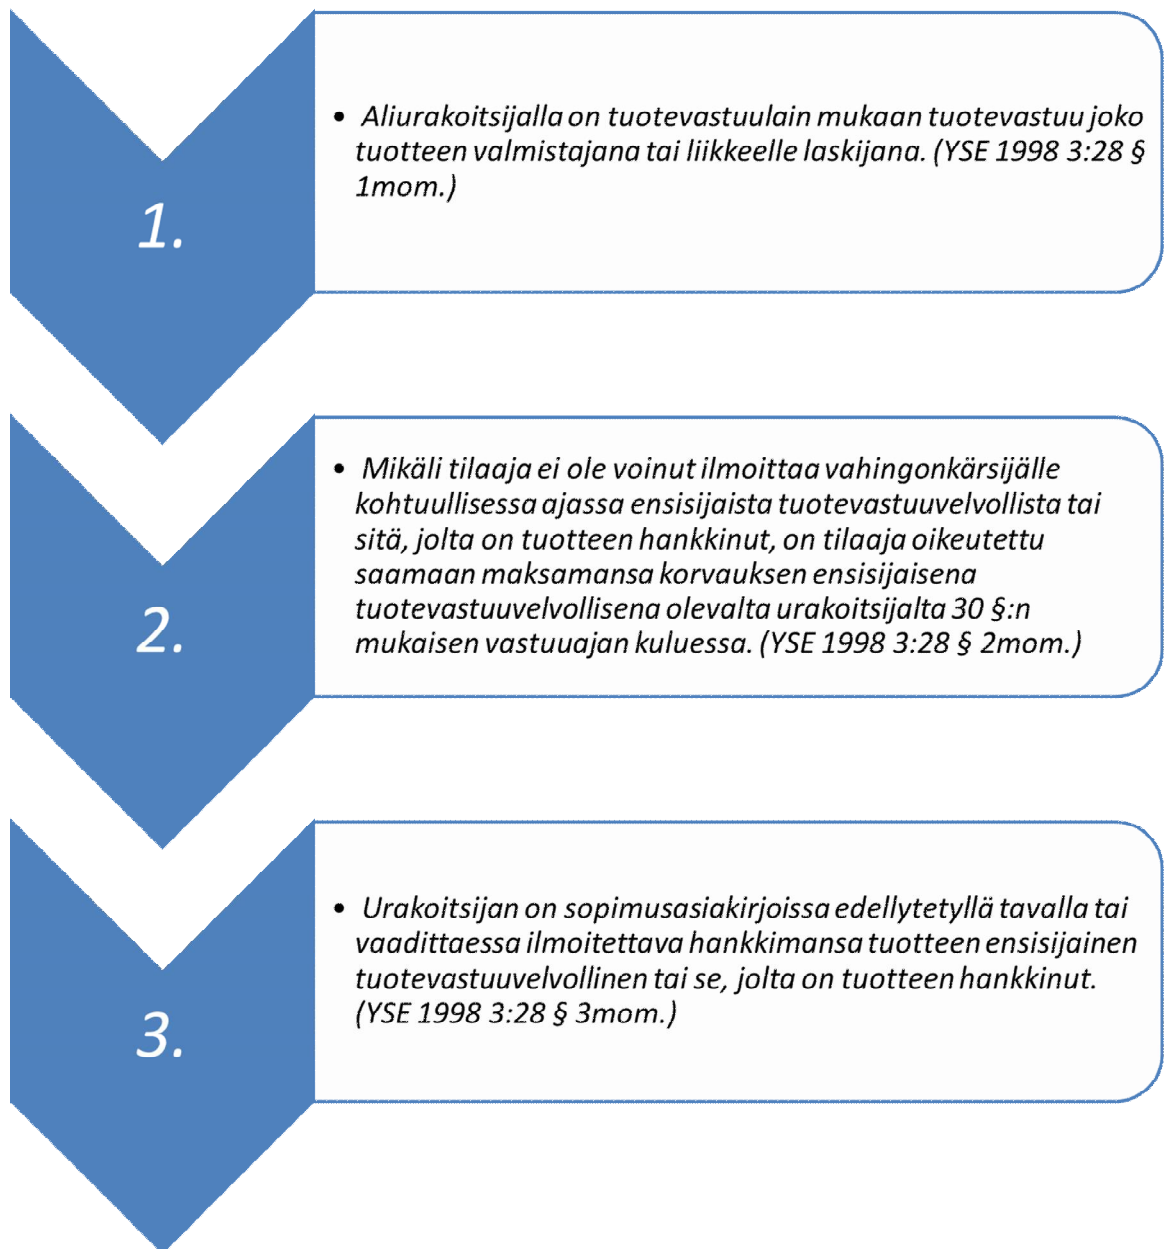 1.
• Aliurakoitsijalla on tuotevastuulain mukaan tuotevastuu joko
tuotteen valmistajana tai liikkeelle laskijana. (YSE 1998 3:28 §
1mom.)
2.
• Mikäli tilaaja ei ole voinut ilmoittaa vahingonkärsijälle
kohtuullisessa ajassa ensisijaista tuotevastuuvelvollista tai
sitä, jolta on tuotteen hankkinut, on tilaaja oikeutettu
saamaan maksamansa korvauksen ensisijaisena
tuotevastuuvelvollisena olevalta urakoitsijalta 30 §:n
mukaisen vastuuajan kuluessa. (YSE 1998 3:28 § 2mom.)
3.
• Urakoitsijan on sopimusasiakirjoissa edellytetyllä tavalla tai
vaadittaessa ilmoitettava hankkimansa tuotteen ensisijainen
tuotevastuuvelvollinen tai se, jolta on tuotteen hankkinut.
(YSE 1998 3:28 § 3mom.)